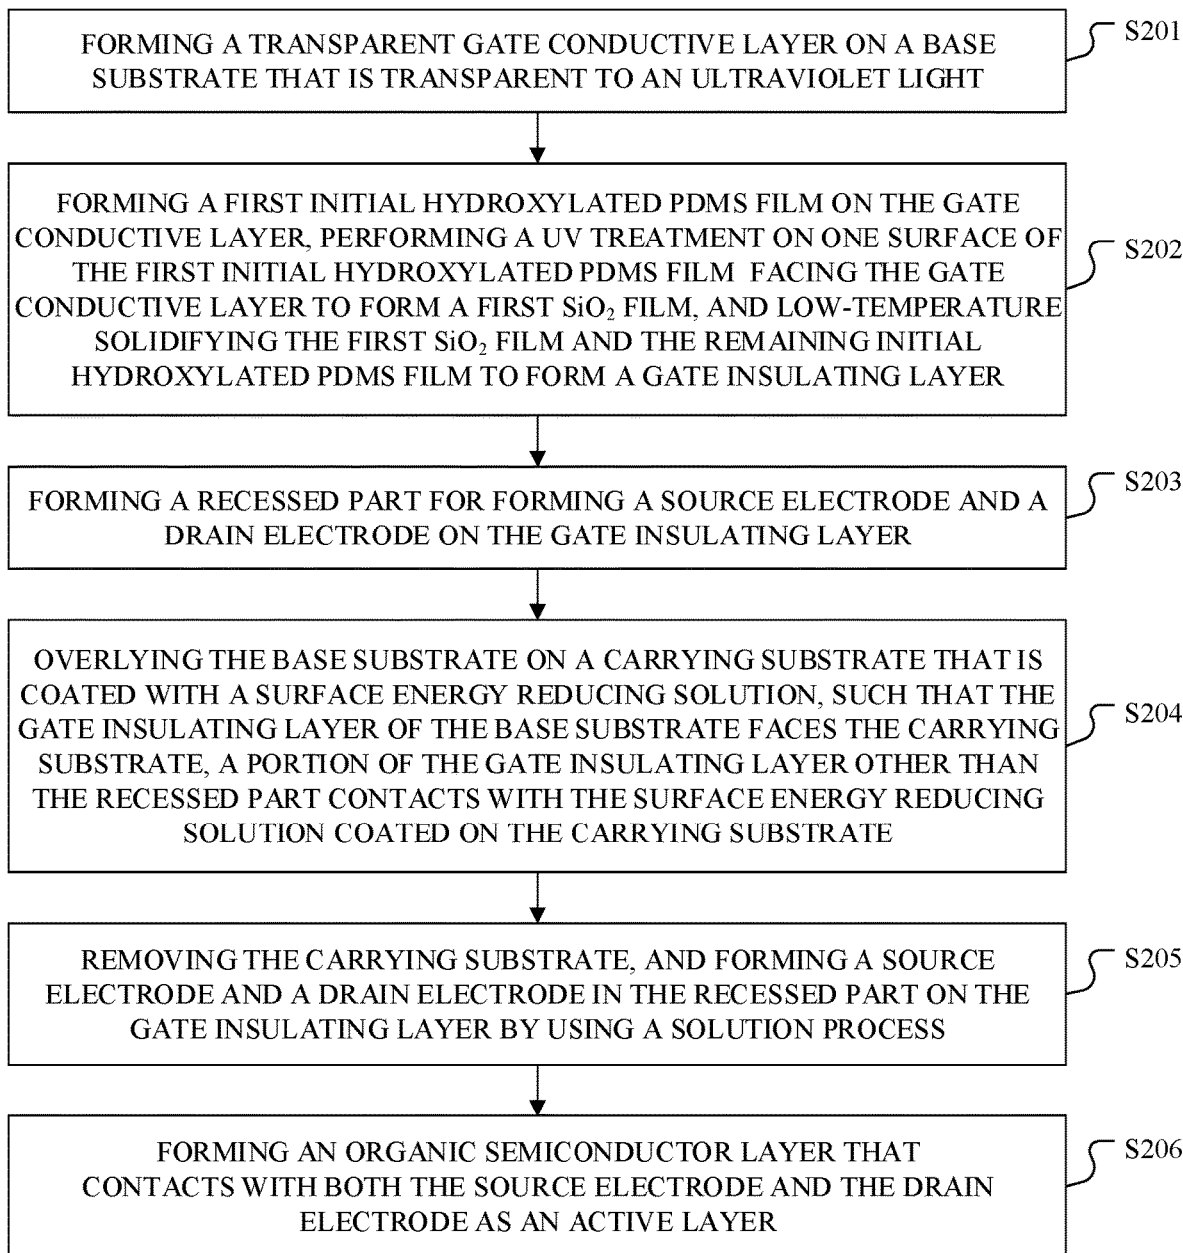 FORMING A TRANSPARENT GATE CONDUCTIVE LAYER ON A BASE
SUBSTRATE THAT IS TRANSPARENT TO AN ULTRAVIOLET LIGHT
S201
FORMING A FIRST INITIAL HYDROXYLATED PDMS FILM ON THE GATE
CONDUCTIVE LAYER, PERFORMING A UV TREATMENT ON ONE SURFACE OF
THE FIRST INITIAL HYDROXYLATED PDMS FILM FACING THE GATE
CONDUCTIVE LAYER TO FORM A FIRST SiO₂ FILM, AND LOW-TEMPERATURE
SOLIDIFYING THE FIRST SiO₂ FILM AND THE REMAINING INITIAL
HYDROXYLATED PDMS FILM TO FORM A GATE INSULATING LAYER
S202
FORMING A RECESSED PART FOR FORMING A SOURCE ELECTRODE AND A
DRAIN ELECTRODE ON THE GATE INSULATING LAYER
S203
OVERLYING THE BASE SUBSTRATE ON A CARRYING SUBSTRATE THAT IS
COATED WITH A SURFACE ENERGY REDUCING SOLUTION, SUCH THAT THE
GATE INSULATING LAYER OF THE BASE SUBSTRATE FACES THE CARRYING
SUBSTRATE, A PORTION OF THE GATE INSULATING LAYER OTHER THAN
THE RECESSED PART CONTACTS WITH THE SURFACE ENERGY REDUCING
SOLUTION COATED ON THE CARRYING SUBSTRATE
S204
REMOVING THE CARRYING SUBSTRATE, AND FORMING A SOURCE
ELECTRODE AND A DRAIN ELECTRODE IN THE RECESSED PART ON THE
GATE INSULATING LAYER BY USING A SOLUTION PROCESS
S205
FORMING AN ORGANIC SEMICONDUCTOR LAYER THAT
CONTACTS WITH BOTH THE SOURCE ELECTRODE AND THE DRAIN
ELECTRODE AS AN ACTIVE LAYER
S206